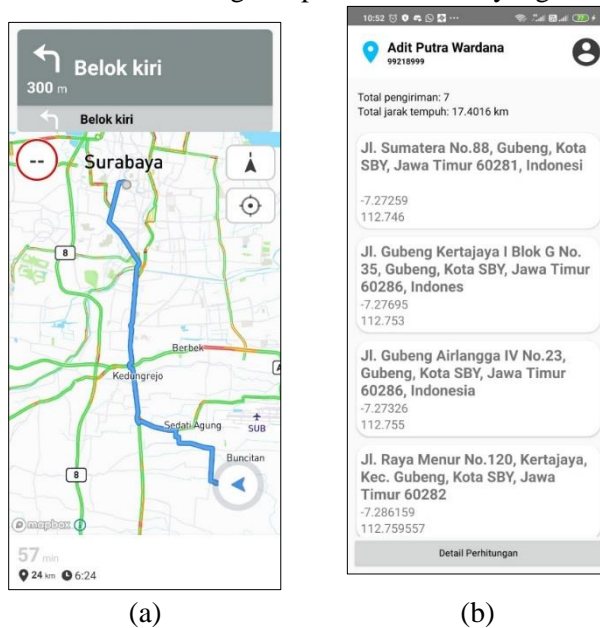 Belok kiri
300 m
Belok kiri
--
Surabaya
8
Berbek
Kedungrejo
Sedati Agung
SUB
Buncitan
8
mapbox
57 min
24 km 6:24
(a)
10:52
Adit Putra Wardana
99218999
Total pengiriman: 7
Total jarak tempuh: 17.4016 km
Jl. Sumatera No.88, Gubeng, Kota
SBY, Jawa Timur 60281, Indonesi
-7.27259
112.746
Jl. Gubeng Kertajaya I Blok G No.
35, Gubeng, Kota SBY, Jawa Timur
60286, Indones
-7.27695
112.753
Jl. Gubeng Airlangga IV No.23,
Gubeng, Kota SBY, Jawa Timur
60286, Indonesia
-7.27326
112.755
Jl. Raya Menur No.120, Kertajaya,
Kec. Gubeng, Kota SBY, Jawa
Timur 60282
-7.286159
112.759557
Detail Perhitungan
(b)